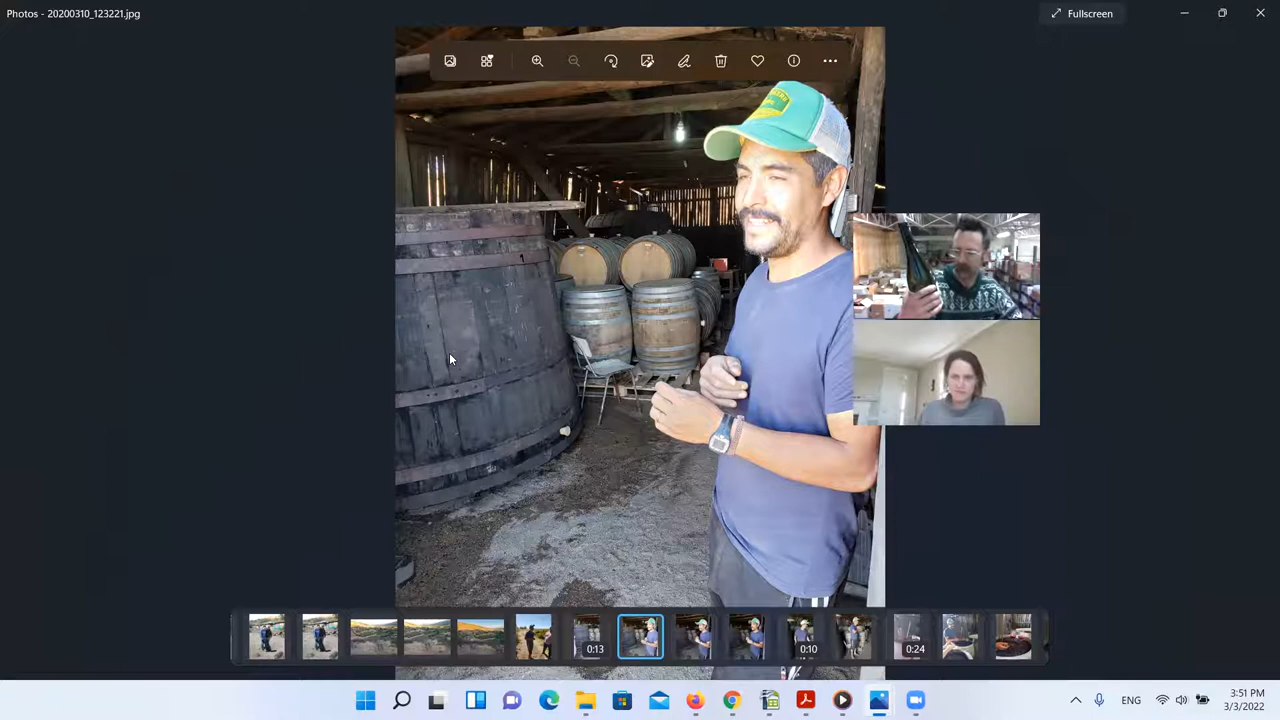 Photos - 20200310_123221.jpg
Fullscreen
0:13
0:10
0:24
ENG
3:51 PM
3/3/2022